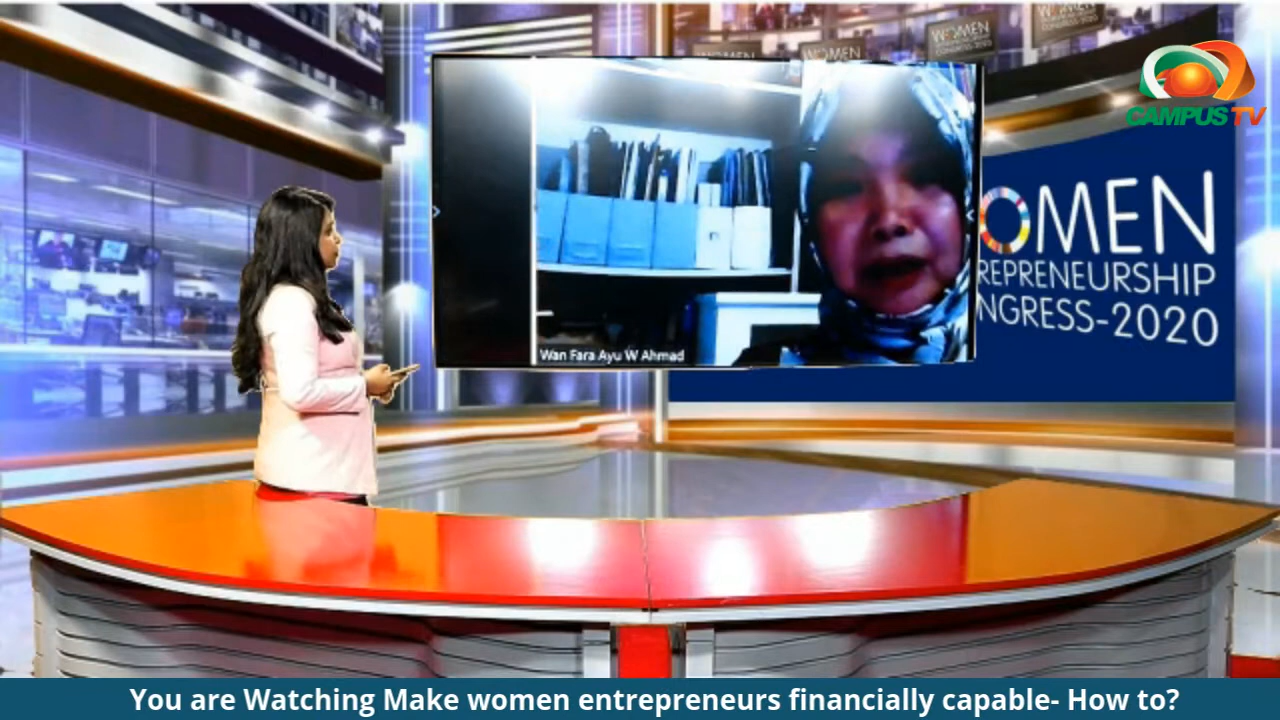 WOMEN
CAMPUS TV
OMEN
REPRENEURSHIP
NGRESS-2020
Wan Fara Ayu W Ahmad
You are Watching Make women entrepreneurs financially capable- How to?